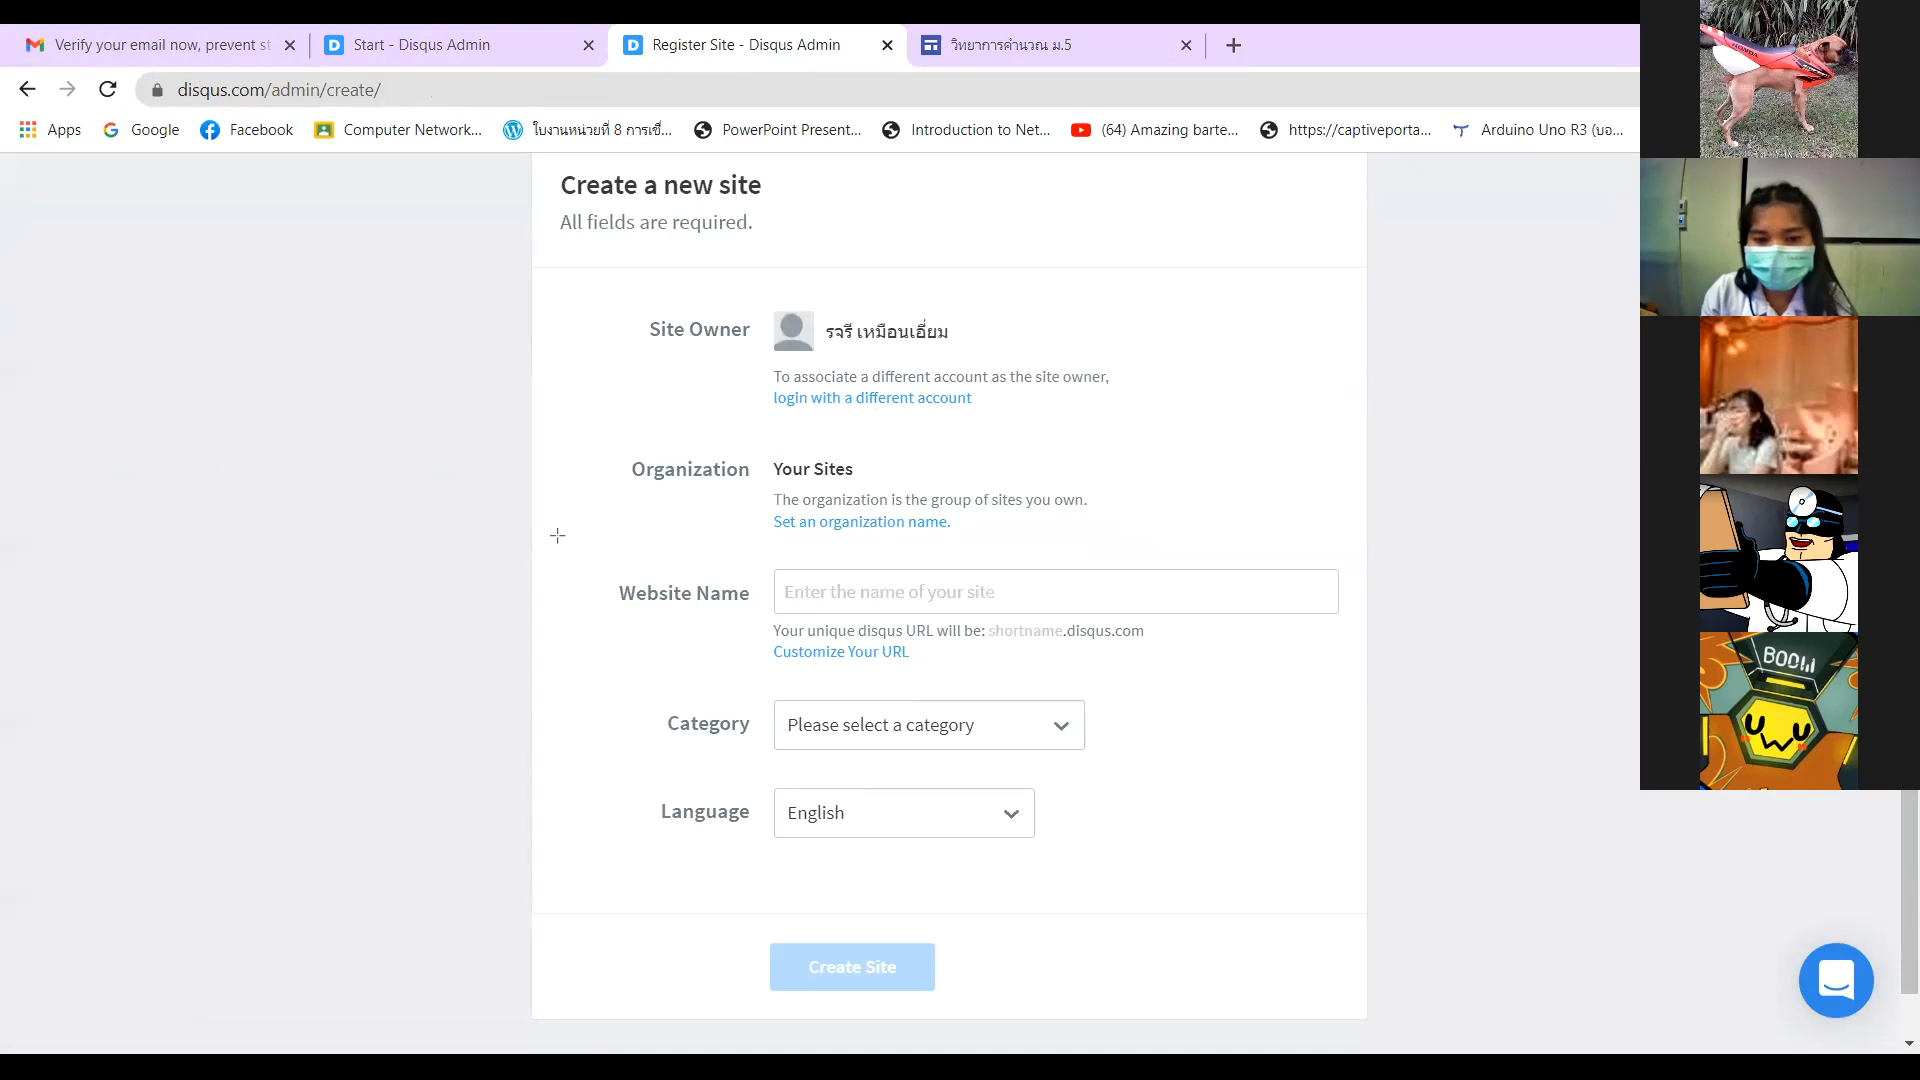 Verify your email now, prevent st
Start - Disqus Admin
Register Site - Disqus Admin
วิทยาการคำนวณ ม.5
disqus.com/admin/create/
Apps
Google
Facebook
Computer Network...
ใบงานหน่วยที่ 8 การเชื่...
PowerPoint Present...
Introduction to Net...
(64) Amazing barte...
https://captiveporta...
Arduino Uno R3 (บอ...
Create a new site
All fields are required.
Site Owner
รจรี เหมือนเอี่ยม
To associate a different account as the site owner,
login with a different account
Organization
Your Sites
The organization is the group of sites you own.
Set an organization name.
Website Name
Enter the name of your site
Your unique disqus URL will be: shortname.disqus.com
Customize Your URL
Category
Please select a category
Language
English
Create Site
HONDA
BOOM
UwU